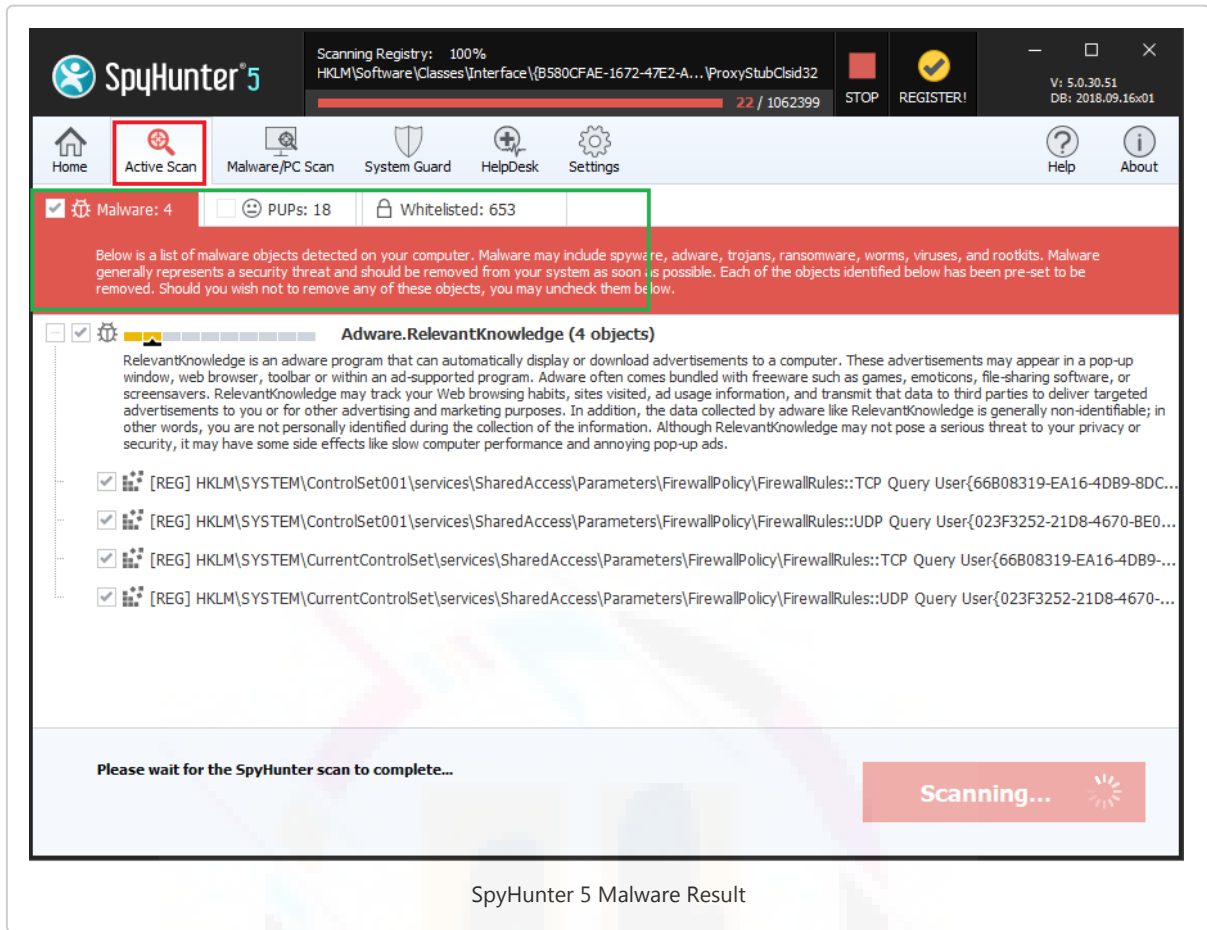 SpyHunter®5
Scanning Registry: 100%
HKLM\Software\Classes\Interface\{B580CFAE-1672-47E2-A...\ProxyStubClsid32
22 / 1062399
STOP
REGISTER!
V: 5.0.30.51
DB: 2018.09.16x01
Home
Active Scan
Malware/PC Scan
System Guard
HelpDesk
Settings
Help
About
Malware: 4
PUPs: 18
Whitelisted: 653
Below is a list of malware objects detected on your computer. Malware may include spyware, adware, trojans, ransomware, worms, viruses, and rootkits. Malware
generally represents a security threat and should be removed from your system as soon as possible. Each of the objects identified below has been pre-set to be
removed. Should you wish not to remove any of these objects, you may uncheck them below.
Adware.RelevantKnowledge (4 objects)
RelevantKnowledge is an adware program that can automatically display or download advertisements to a computer. These advertisements may appear in a pop-up
window, web browser, toolbar or within an ad-supported program. Adware often comes bundled with freeware such as games, emoticons, file-sharing software, or
screensavers. RelevantKnowledge may track your Web browsing habits, sites visited, ad usage information, and transmit that data to third parties to deliver targeted
advertisements to you or for other advertising and marketing purposes. In addition, the data collected by adware like RelevantKnowledge is generally non-identifiable; in
other words, you are not personally identified during the collection of the information. Although RelevantKnowledge may not pose a serious threat to your privacy or
security, it may have some side effects like slow computer performance and annoying pop-up ads.
[REG] HKLM\SYSTEM\ControlSet001\services\SharedAccess\Parameters\FirewallPolicy\FirewallRules::TCP Query User{66B08319-EA16-4DB9-8DC...
[REG] HKLM\SYSTEM\ControlSet001\services\SharedAccess\Parameters\FirewallPolicy\FirewallRules::UDP Query User{023F3252-21D8-4670-BE0...
[REG] HKLM\SYSTEM\CurrentControlSet\services\SharedAccess\Parameters\FirewallPolicy\FirewallRules::TCP Query User{66B08319-EA16-4DB9-...
[REG] HKLM\SYSTEM\CurrentControlSet\services\SharedAccess\Parameters\FirewallPolicy\FirewallRules::UDP Query User{023F3252-21D8-4670-...
Please wait for the SpyHunter scan to complete...
Scanning...
SpyHunter 5 Malware Result